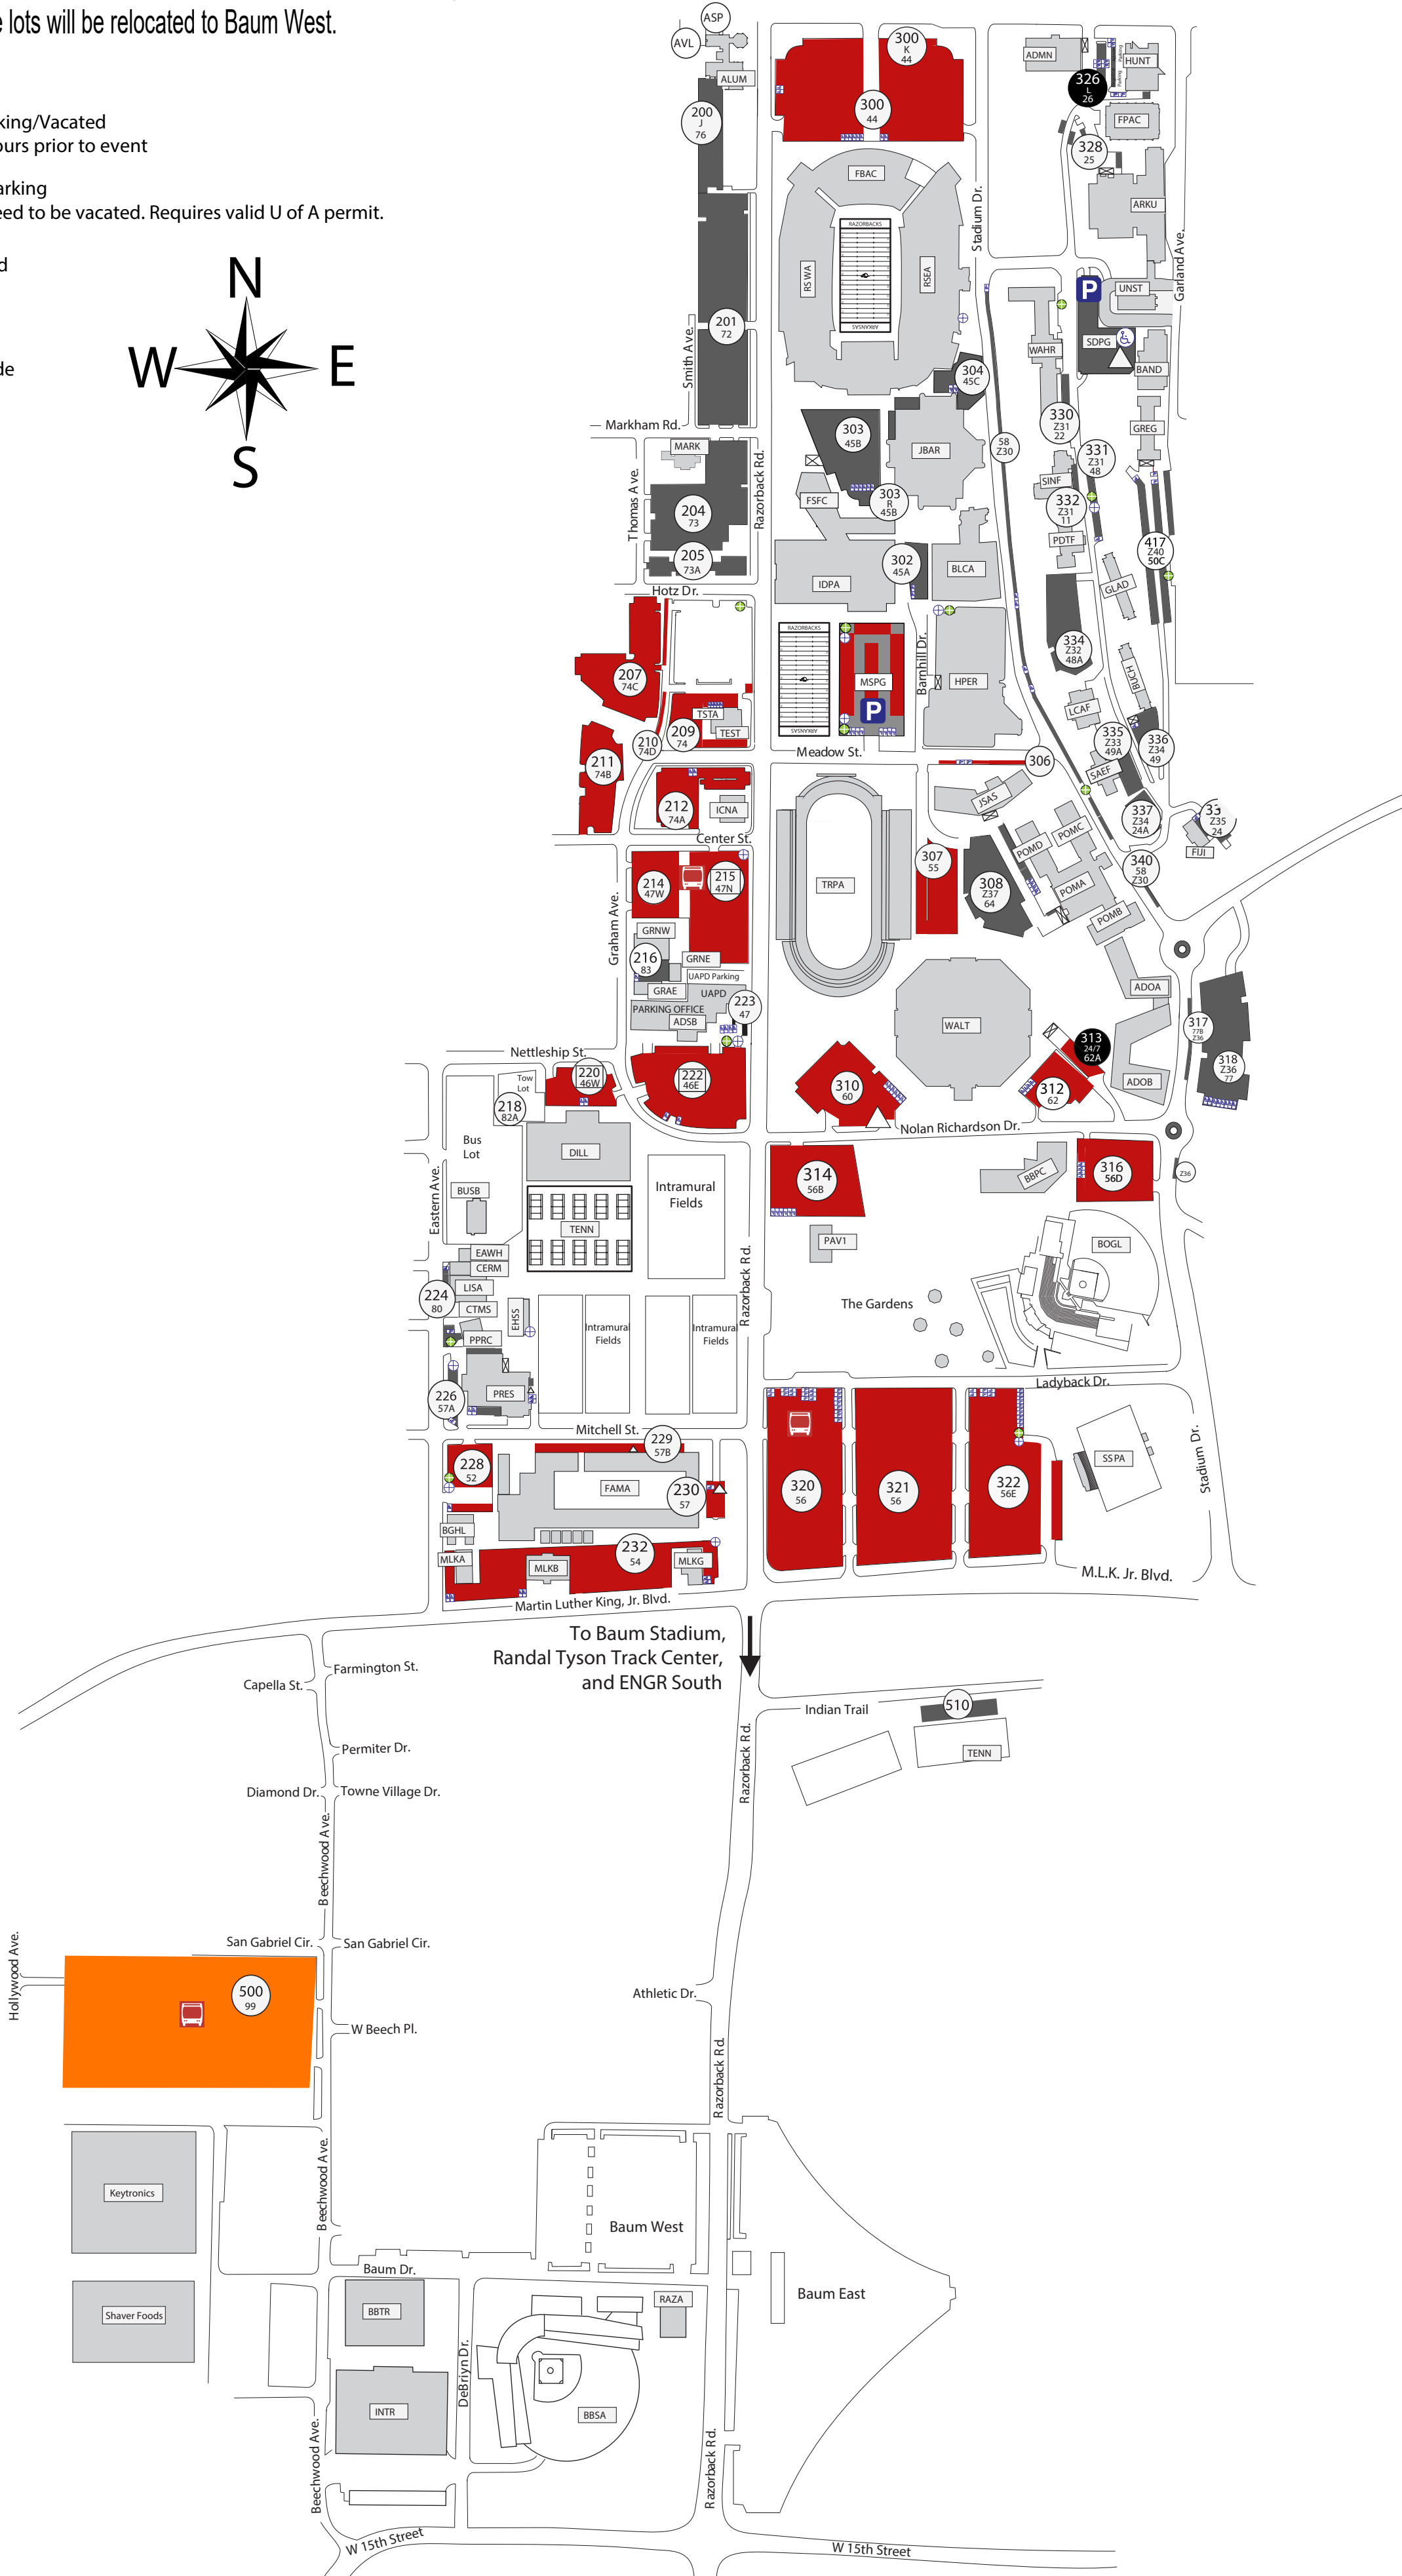 e lots will be relocated to Baum West.
king/Vacated
ours prior to event
arking
eed to be vacated. Requires valid U of A permit.
d
de
N
W
E
S
ASP
AVL
ALUM
200
J
76
300
K
44
300
44
ADMN
HUNT
Parking
Parking
326
L
26
FPAC
328
25
ARKU
FBAC
RAZORBACKS
RSWA
RSEA
ARKANSAS
Stadium Dr.
Garland Ave.
UNST
P
SDPG
BAND
WAHR
201
72
Smith Ave.
304
45C
Markham Rd.
MARK
303
45B
JBAR
58
Z30
330
Z31
22
GREG
331
Z31
48
SINF
332
Z31
11
PDTF
Thomas Ave.
204
73
Razorback Rd.
FSFC
303
R
45B
205
73A
302
45A
BLCA
IDPA
417
Z40
50C
GLAD
Hotz Dr.
RAZORBACKS
ARKANSAS
MSPG
P
Barnhill Dr.
HPER
334
Z32
48A
BUCH
LCAF
207
74C
TSTA
TEST
209
74
210
74D
211
74B
Meadow St.
306
335
Z33
49A
336
Z34
49
SAEF
212
74A
ICNA
JSAS
337
Z34
24A
Z35
24
FIJI
Center St.
TRPA
307
55
308
Z37
64
POMD
POMC
POMA
POMB
340
58
Z30
214
47W
215
47N
Graham Ave.
GRNW
216
83
GRNE
UAPD Parking
GRAE
UAPD
PARKING OFFICE
ADSB
223
47
WALT
ADOA
313
24/7
62A
ADOB
317
77B
Z36
318
Z36
77
Nettleship St.
Tow
Lot
220
46W
222
46E
218
82A
310
60
312
62
Nolan Richardson Dr.
Bus
Lot
DILL
BUSB
TENN
Eastern Ave.
Intramural
Fields
314
56B
PAV1
BBPC
316
56D
Z36
BOGL
The Gardens
EAWH
CERM
LISA
224
80
CTMS
EHSS
PPRC
Intramural
Fields
Intramural
Fields
Razorback Rd.
226
57A
PRES
Ladyback Dr.
Mitchell St.
229
57B
228
52
FAMA
230
57
320
56
321
56
322
56E
SSPA
Stadium Dr.
BGHL
MLKA
MLKB
232
54
MLKG
M.L.K. Jr. Blvd.
Martin Luther King, Jr. Blvd.
To Baum Stadium,
Randal Tyson Track Center,
and ENGR South
Farmington St.
Capella St.
Indian Trail
510
TENN
Permiter Dr.
Diamond Dr.
Towne Village Dr.
Razorback Rd.
Beechwood Ave.
San Gabriel Cir.
San Gabriel Cir.
Hollywood Ave.
500
99
Athletic Dr.
W Beech Pl.
Razorback Rd.
Beechwood Ave.
Keytronics
Baum West
Baum Dr.
Baum East
Shaver Foods
BBTR
RAZA
DeBriyn Dr.
INTR
BBSA
Beechwood Ave.
Razorback Rd.
W 15th Street
W 15th Street